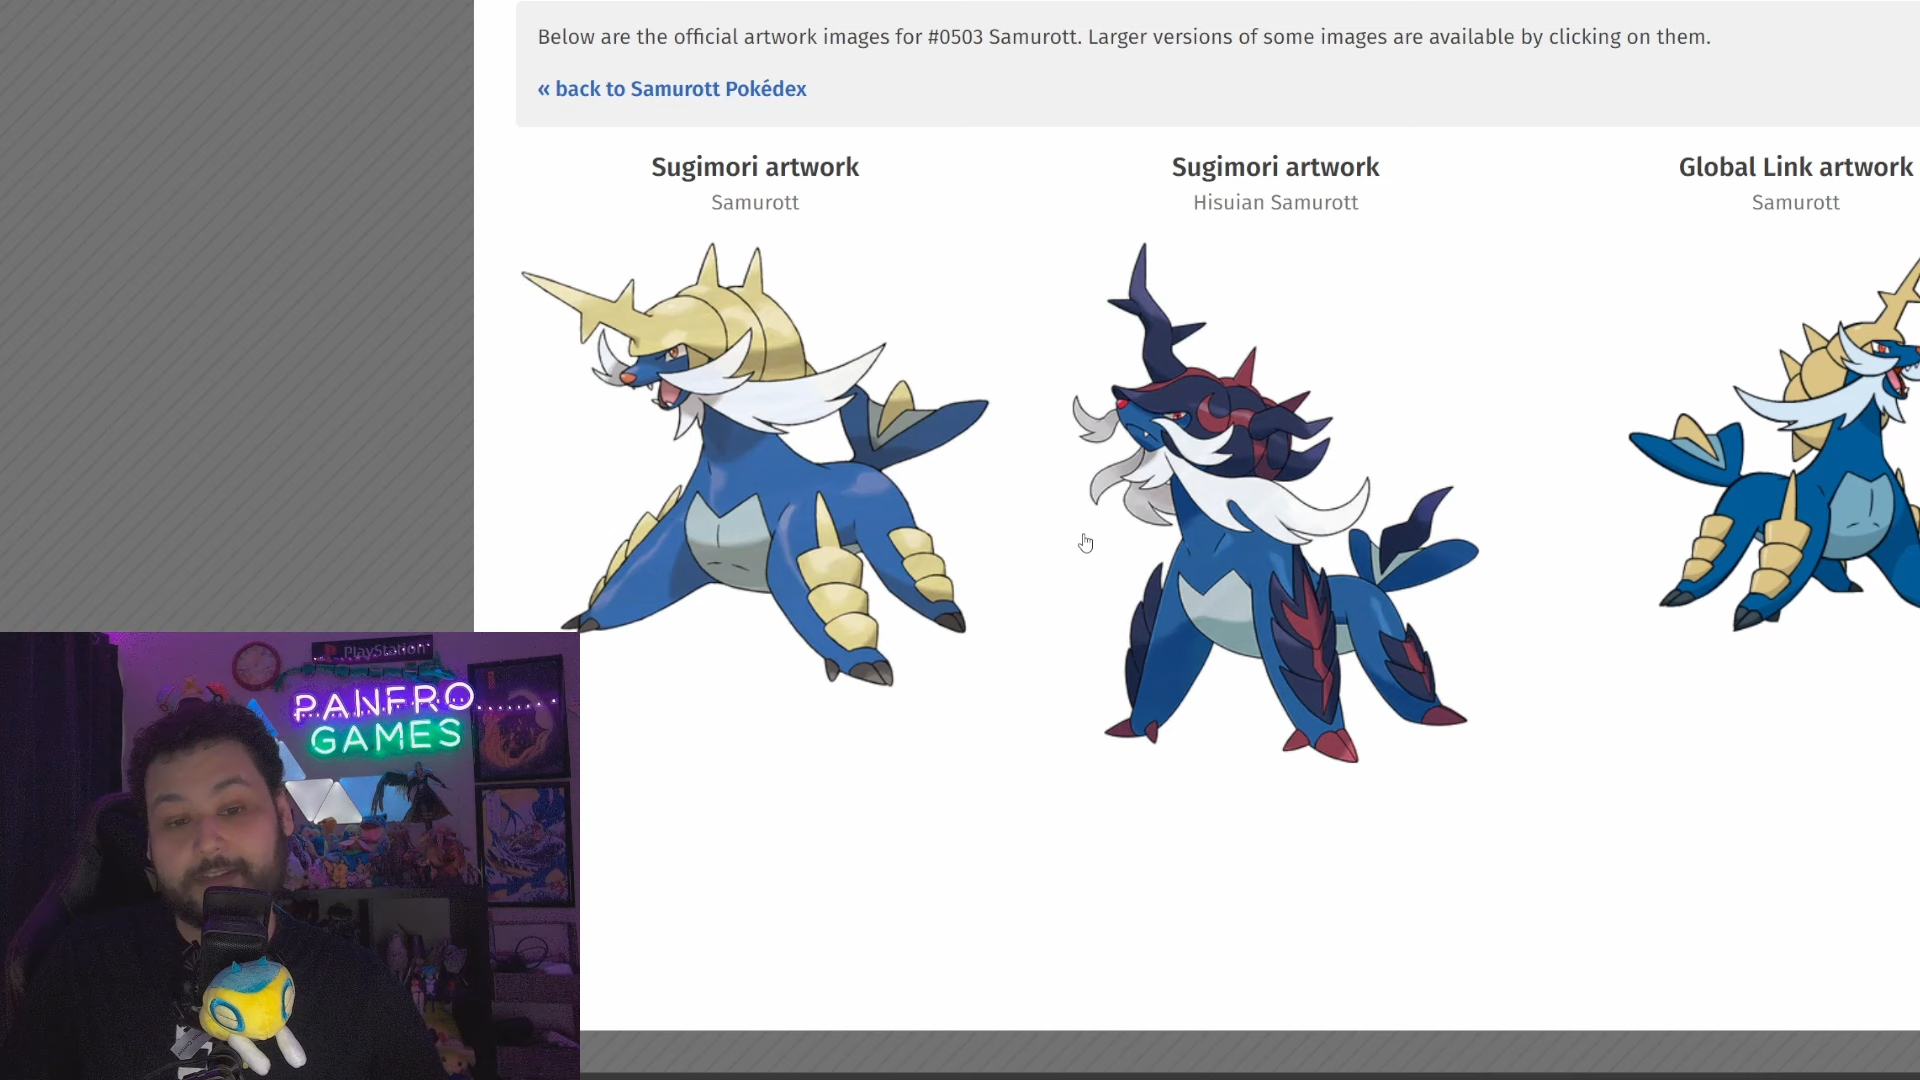 Below are the official artwork images for #0503 Samurott. Larger versions of some images are available by clicking on them.
« back to Samurott Pokédex
Sugimori artwork
Samurott
Sugimori artwork
Hisuian Samurott
Global Link artwork
Samurott
PlayStation
PANFRO
GAMES